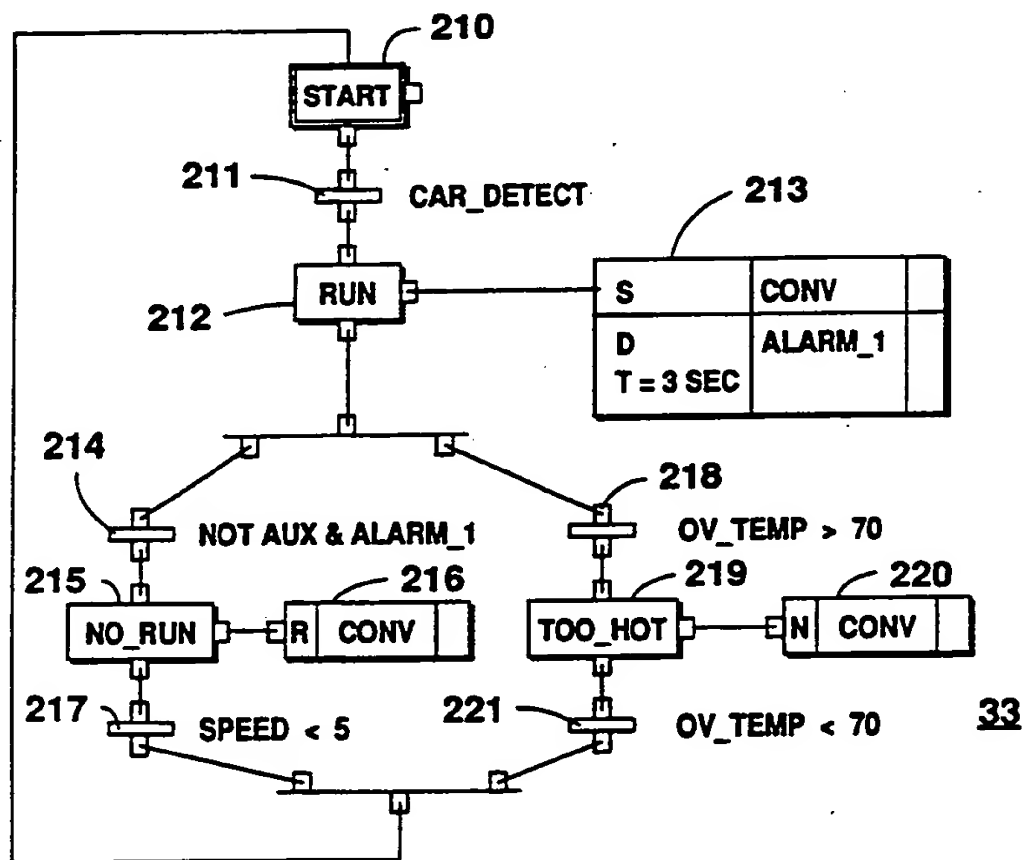 210
START
211
CAR_DETECT
213
RUN
212
S CONV
D ALARM_1
T = 3 SEC
214
218
NOT AUX & ALARM_1
OV_TEMP > 70
215
216
219
220
NO_RUN
R CONV
TOO_HOT
N CONV
217
SPEED < 5
221
OV_TEMP < 70
33